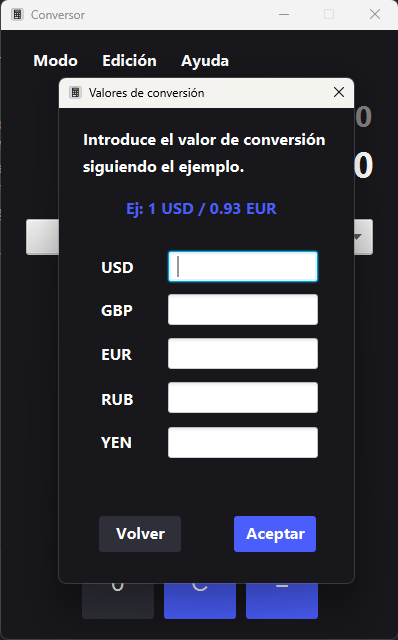 Conversor
Modo Edición Ayuda
Valores de conversión
0
Introduce el valor de conversión
siguiendo el ejemplo.
0
Ej: 1 USD / 0.93 EUR
USD
GBP
EUR
RUB
YEN
Volver Aceptar